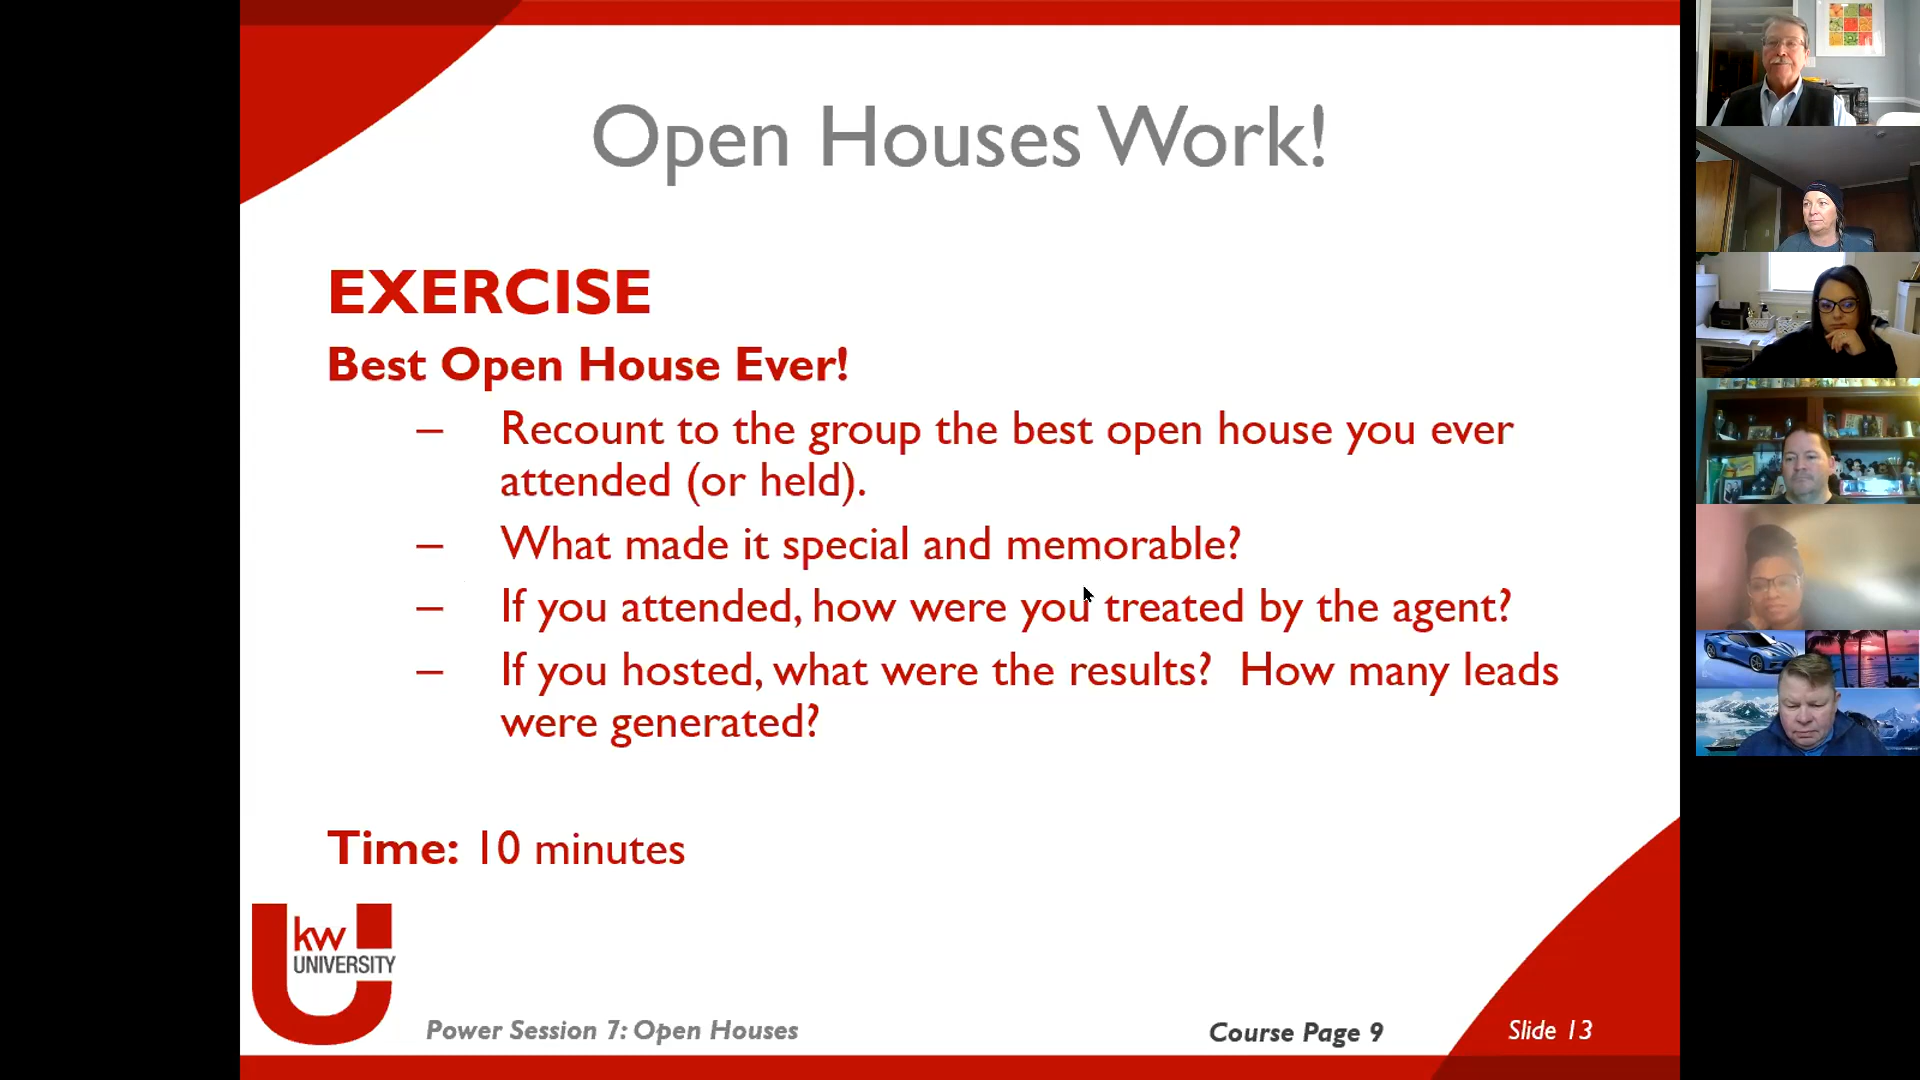 Open Houses Work!
EXERCISE
Best Open House Ever!
– Recount to the group the best open house you ever
attended (or held).
– What made it special and memorable?
– If you attended, how were you treated by the agent?
– If you hosted, what were the results? How many leads
were generated?
Time: 10 minutes
kw
UNIVERSITY
Power Session 7: Open Houses
Course Page 9
Slide 13